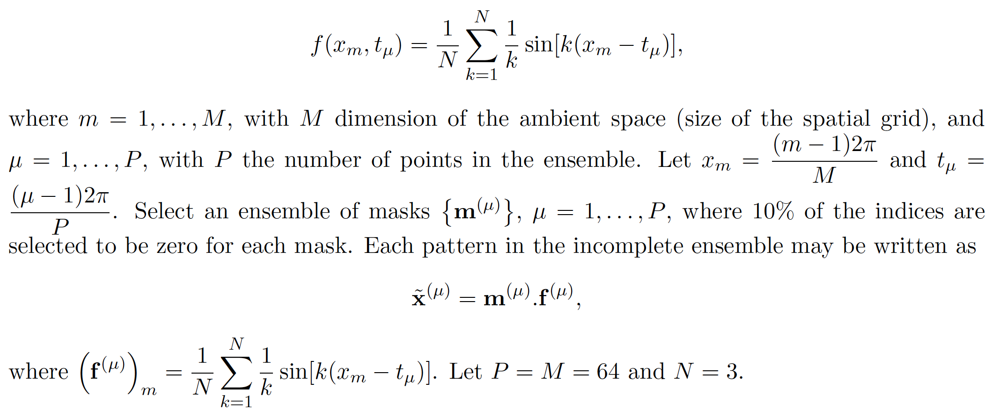 $$f(x_m, t_\mu) = \frac{1}{N} \sum_{k=1}^{N} \frac{1}{k} \sin[k(x_m - t_\mu)],$$
where $m = 1, \ldots, M$, with $M$ dimension of the ambient space (size of the spatial grid), and
$\mu = 1, \ldots, P$, with $P$ the number of points in the ensemble. Let $x_m = \dfrac{(m-1)2\pi}{M}$ and $t_\mu =$
$\dfrac{(\mu-1)2\pi}{P}$. Select an ensemble of masks $\{\mathbf{m}^{(\mu)}\}$, $\mu = 1, \ldots, P$, where 10% of the indices are
selected to be zero for each mask. Each pattern in the incomplete ensemble may be written as
$$\tilde{\mathbf{x}}^{(\mu)} = \mathbf{m}^{(\mu)}.\mathbf{f}^{(\mu)},$$
where $\left(\mathbf{f}^{(\mu)}\right)_m = \dfrac{1}{N} \sum_{k=1}^{N} \dfrac{1}{k} \sin[k(x_m - t_\mu)]$. Let $P = M = 64$ and $N = 3$.